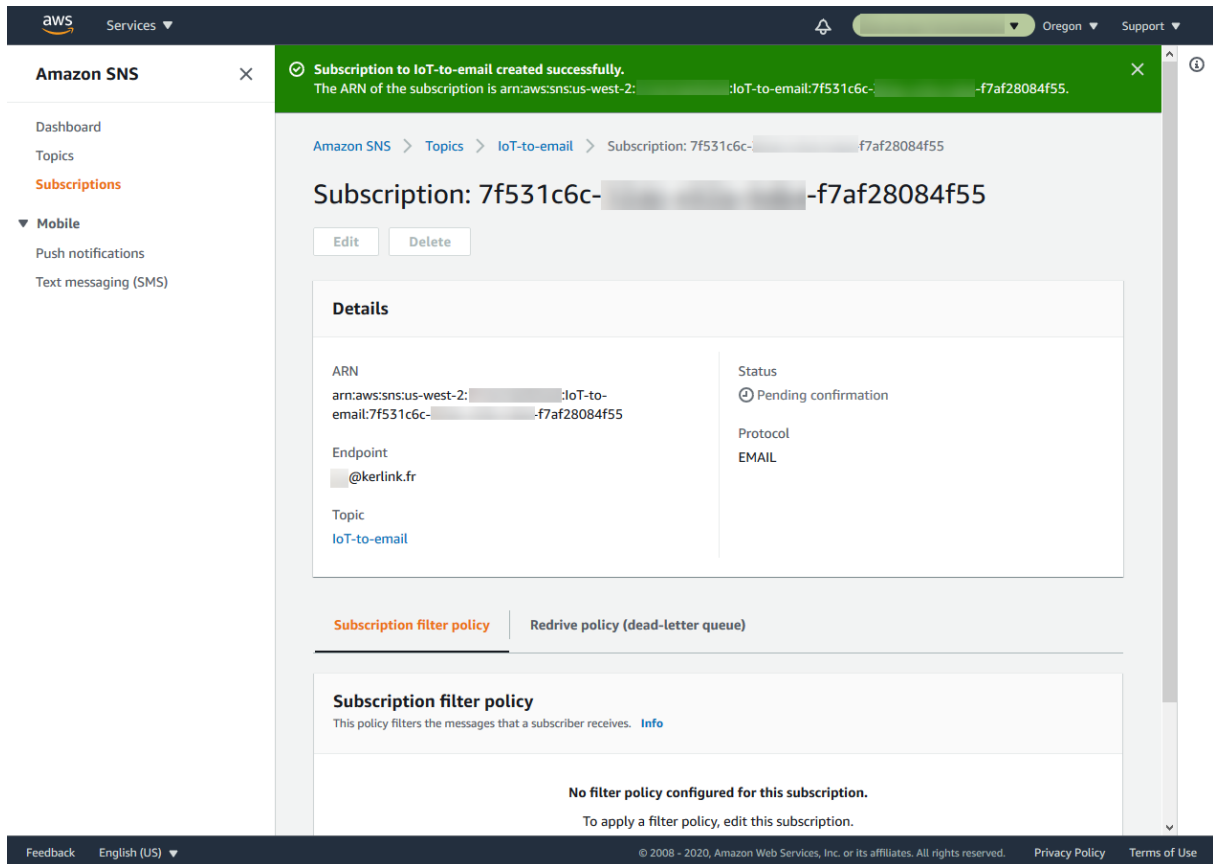 aws
Services
Oregon
Support
Amazon SNS
Dashboard
Topics
Subscriptions
Mobile
Push notifications
Text messaging (SMS)
Subscription to IoT-to-email created successfully.
The ARN of the subscription is arn:aws:sns:us-west-2: :IoT-to-email:7f531c6c- -f7af28084f55.
Amazon SNS > Topics > IoT-to-email > Subscription: 7f531c6c- -f7af28084f55
Subscription: 7f531c6c- -f7af28084f55
Edit Delete
Details
ARN
arn:aws:sns:us-west-2: :IoT-to-
email:7f531c6c- -f7af28084f55
Endpoint
@kerlink.fr
Topic
IoT-to-email
Status
Pending confirmation
Protocol
EMAIL
Subscription filter policy
Redrive policy (dead-letter queue)
Subscription filter policy
This policy filters the messages that a subscriber receives. Info
No filter policy configured for this subscription.
To apply a filter policy, edit this subscription.
Feedback
English (US)
© 2008 - 2020, Amazon Web Services, Inc. or its affiliates. All rights reserved.
Privacy Policy
Terms of Use